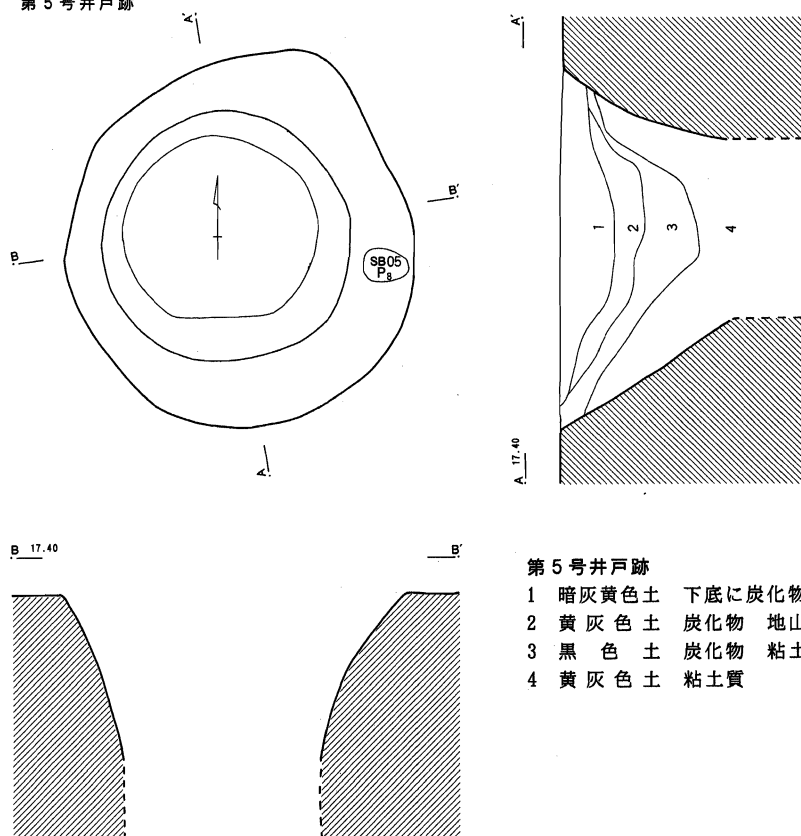 第5号井戸跡
A'
A'
B'
B
SB05
P8
1 2 3 4
A
A 17.40
B 17.40
B'
第5号井戸跡
1 暗灰黄色土 下底に炭化物
2 黄灰色土 炭化物 地山
3 黒色土 炭化物 粘土
4 黄灰色土 粘土質